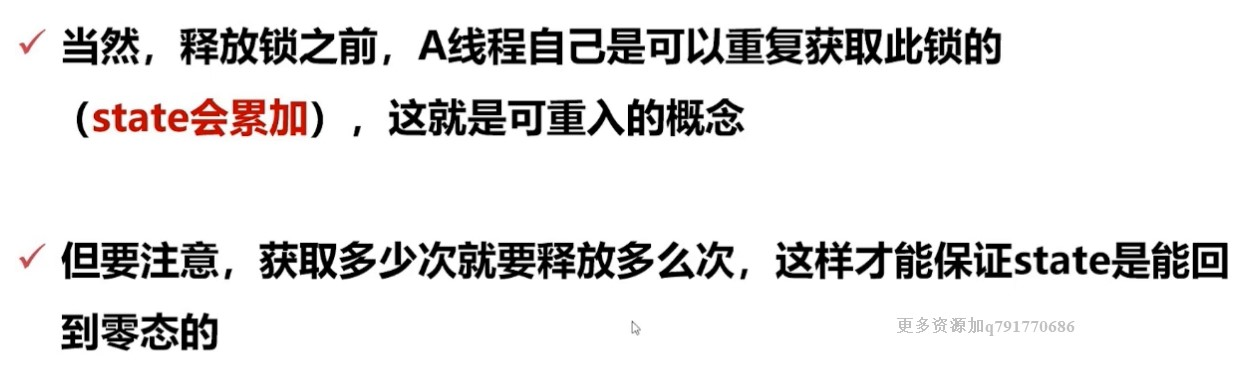 当然，释放锁之前，A线程自己是可以重复获取此锁的
（state会累加），这就是可重入的概念
但要注意，获取多少次就要释放多么次，这样才能保证state是能回
到零态的
更多资源加q791770686